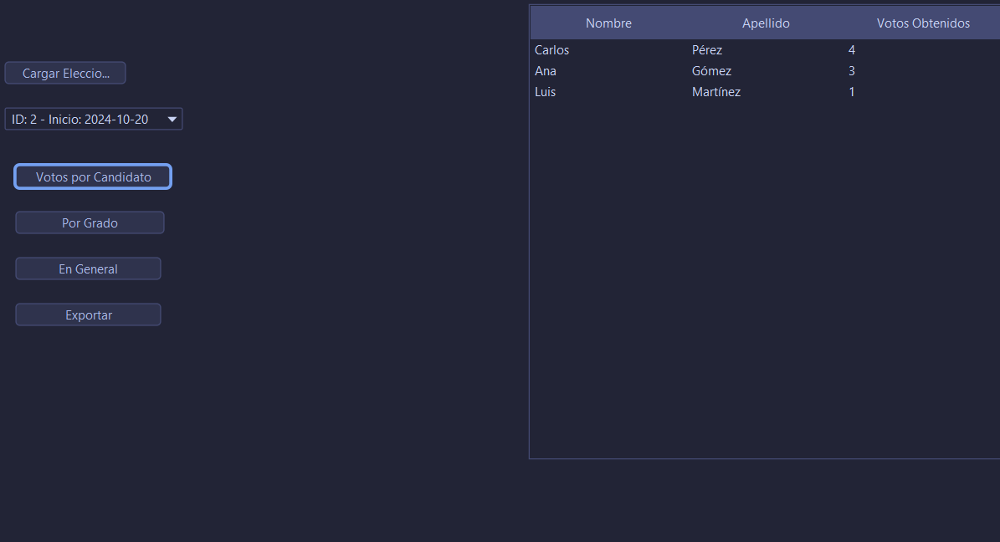 Cargar Eleccio...
ID: 2 - Inicio: 2024-10-20
Votos por Candidato
Por Grado
En General
Exportar
Nombre Apellido Votos Obtenidos
Carlos Pérez 4
Ana Gómez 3
Luis Martínez 1